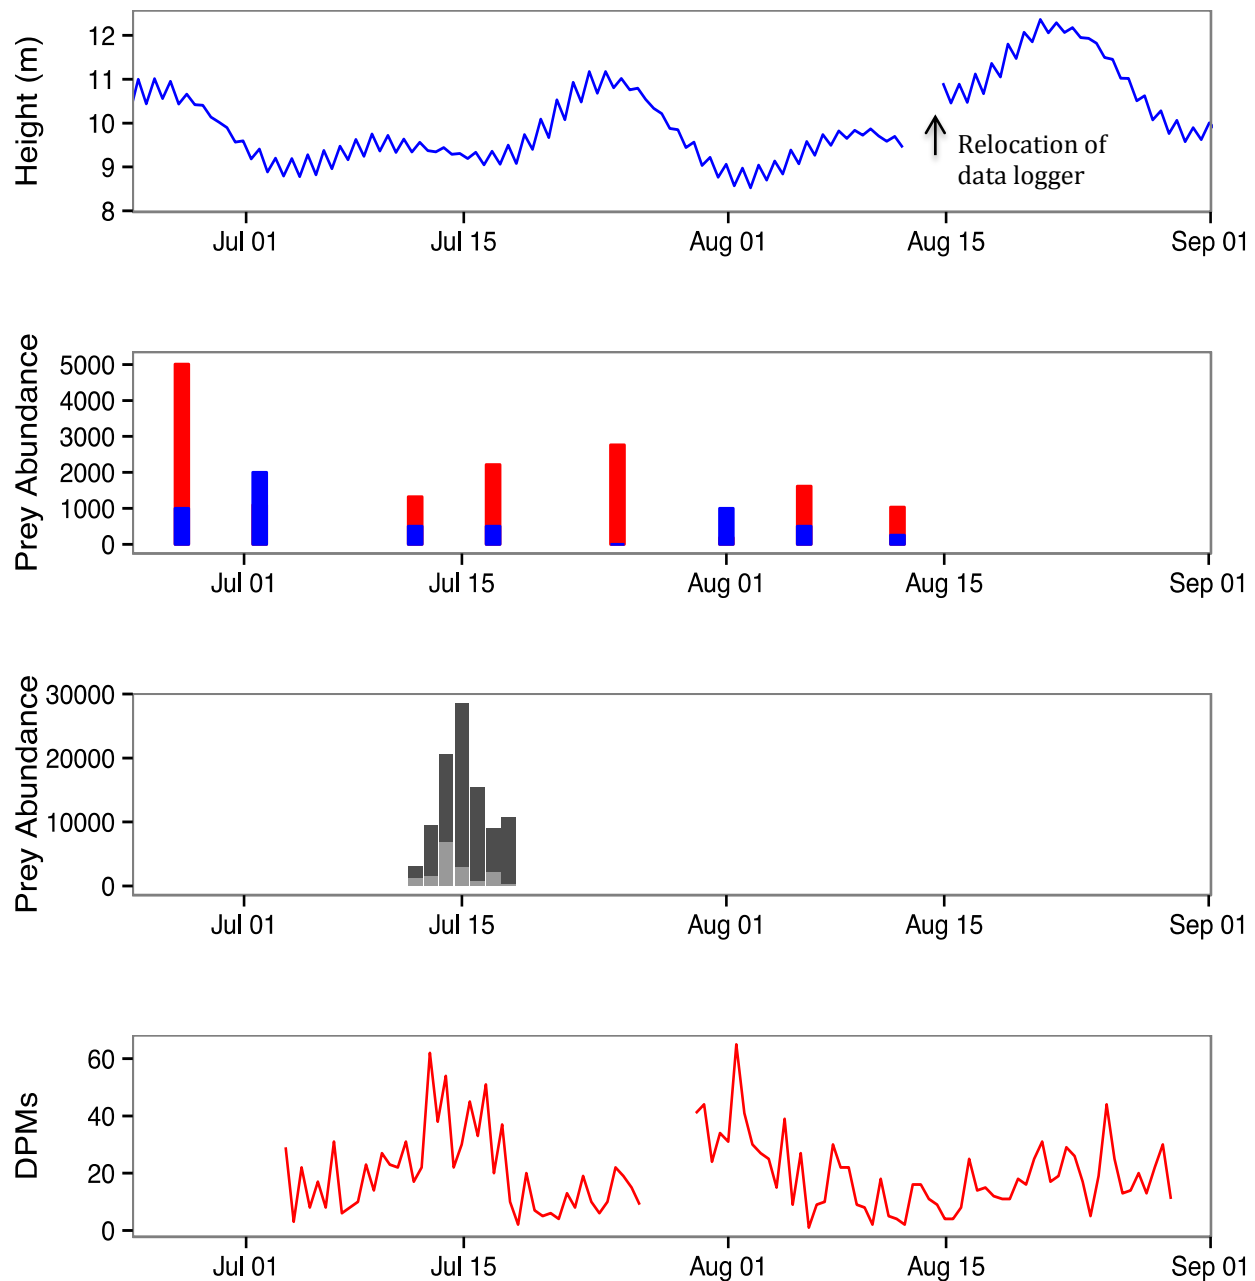 Height (m)
12
11
10
9
8
Relocation of
data logger
Jul 01 Jul 15 Aug 01 Aug 15 Sep 01
Prey Abundance
5000
4000
3000
2000
1000
0
Jul 01 Jul 15 Aug 01 Aug 15 Sep 01
Prey Abundance
30000
20000
10000
0
Jul 01 Jul 15 Aug 01 Aug 15 Sep 01
DPMs
60
40
20
0
Jul 01 Jul 15 Aug 01 Aug 15 Sep 01